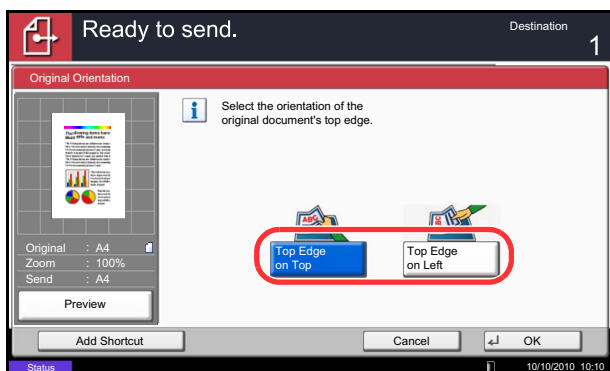 Ready to send.
Destination
1
Original Orientation
Select the orientation of the
original document's top edge.
ABC
ABC
Original : A4
Zoom : 100%
Send : A4
Top Edge
on Top
Top Edge
on Left
Preview
Add Shortcut
Cancel
OK
Status
10/10/2010 10:10